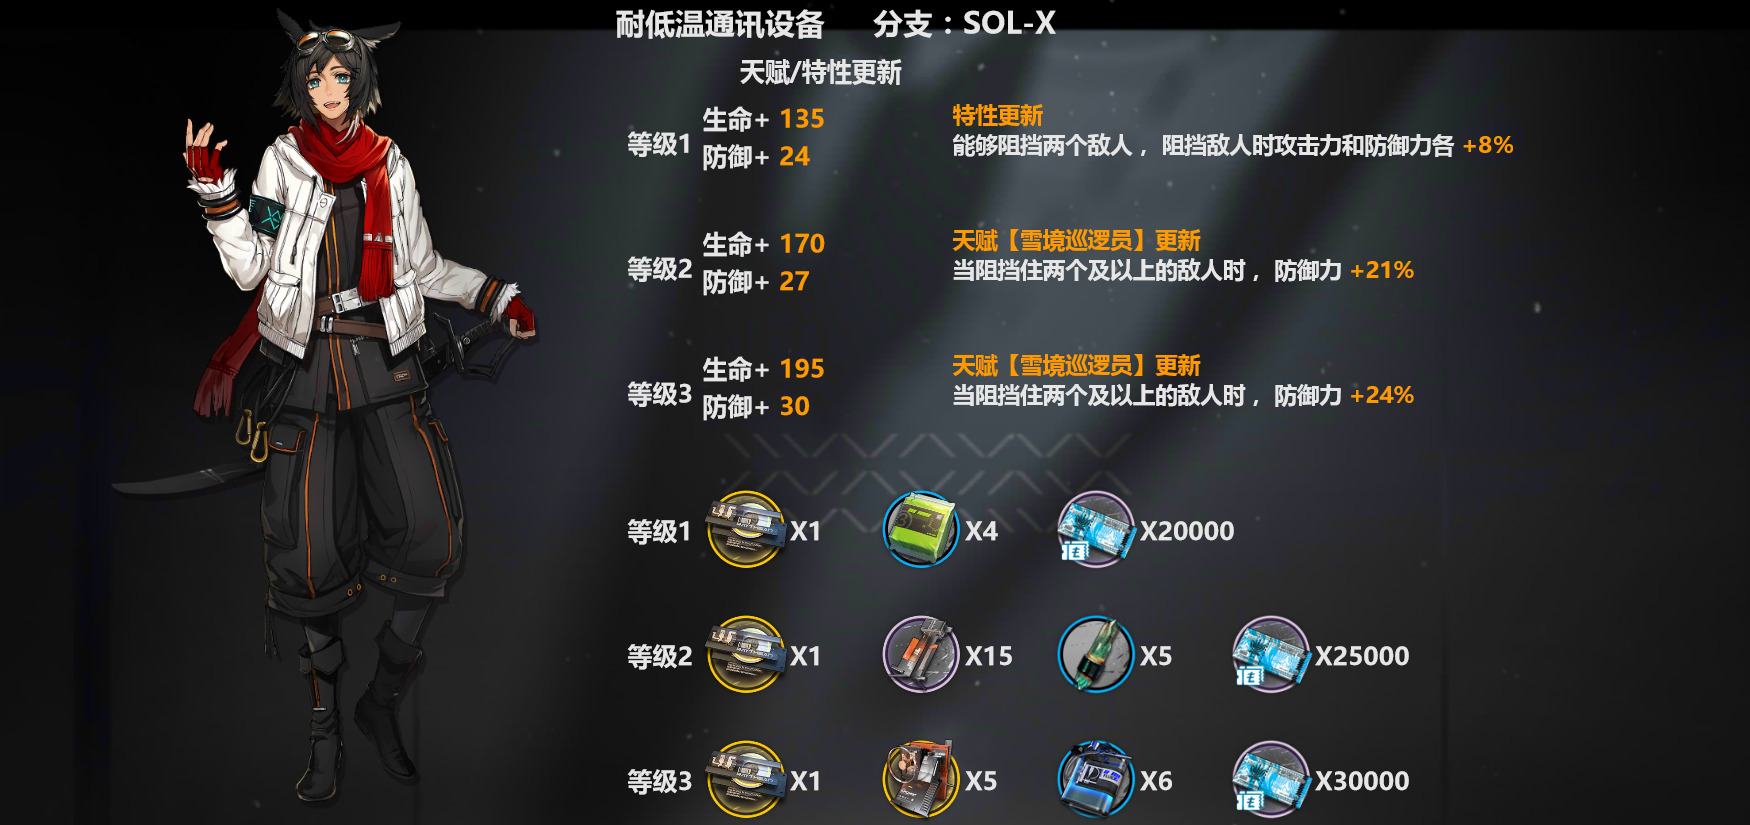 耐低温通讯设备 分支：SOL-X
天赋/特性更新
等级1
生命+ 135
防御+ 24
特性更新
能够阻挡两个敌人，阻挡敌人时攻击力和防御力各 +8%
等级2
生命+ 170
防御+ 27
天赋【雪境巡逻员】更新
当阻挡住两个及以上的敌人时，防御力 +21%
等级3
生命+ 195
防御+ 30
天赋【雪境巡逻员】更新
当阻挡住两个及以上的敌人时，防御力 +24%
等级1 X1 X4 X20000
等级2 X1 X15 X5 X25000
等级3 X1 X5 X6 X30000